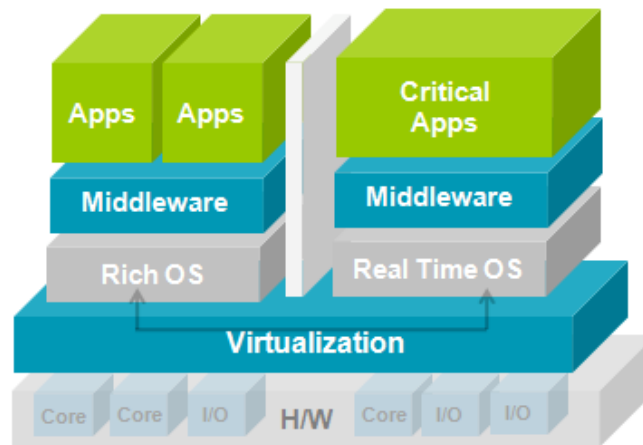 Apps
Apps
Critical
Apps
Middleware
Middleware
Rich OS
Real Time OS
Virtualization
Core
Core
I/O
H/W
Core
I/O
I/O